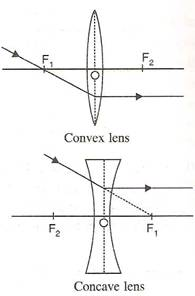 F₁ F₂
O
Convex lens
F₂ F₁
O
Concave lens